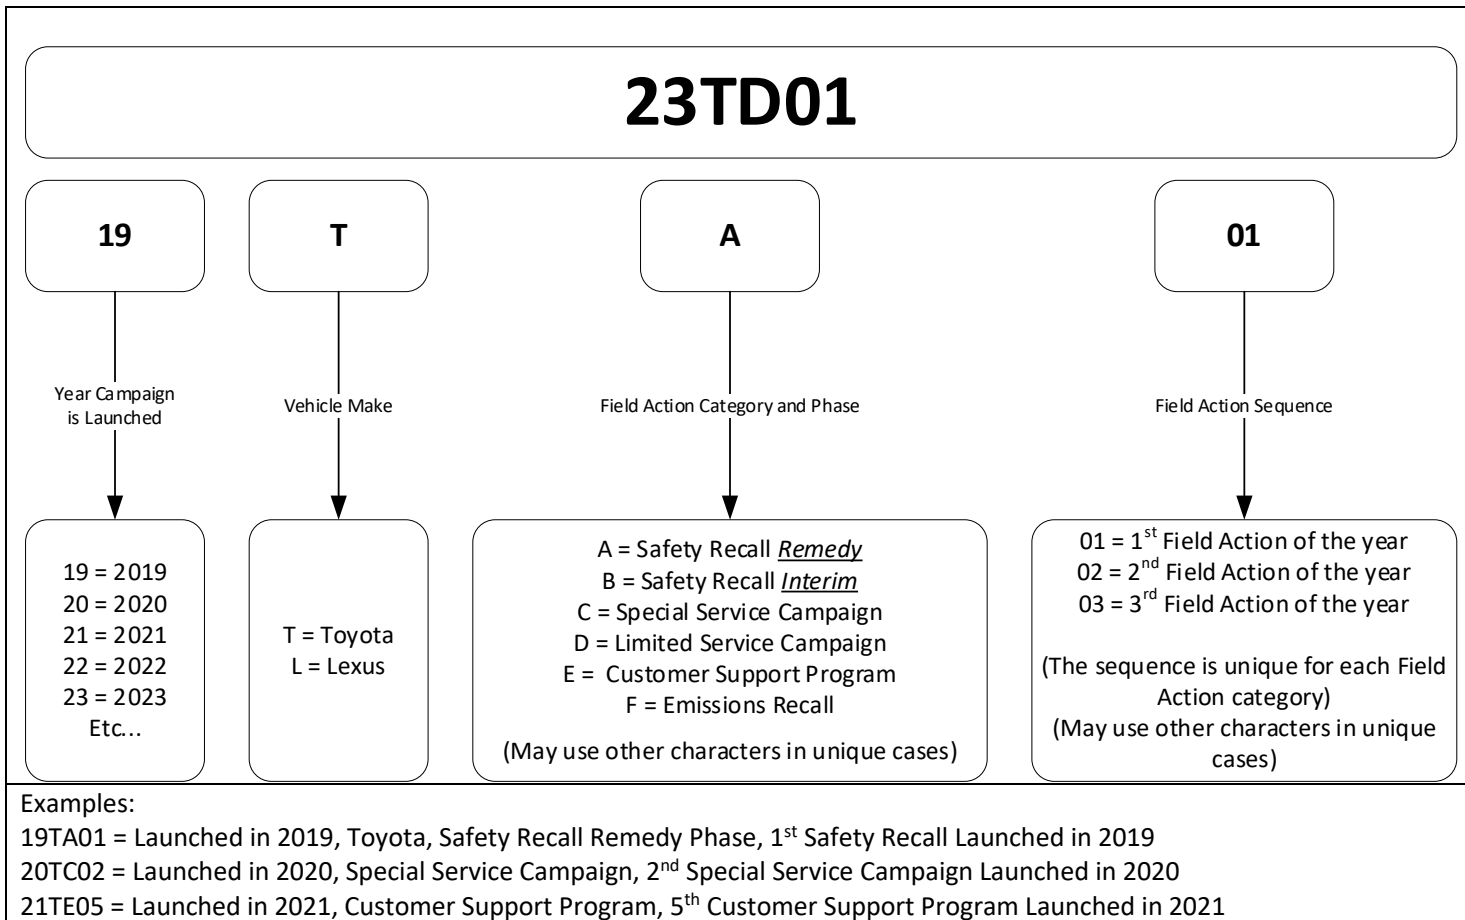 23TD01
19
T
A
01
Year Campaign
is Launched
Vehicle Make
Field Action Category and Phase
Field Action Sequence
19 = 2019
20 = 2020
21 = 2021
22 = 2022
23 = 2023
Etc...
T = Toyota
L = Lexus
A = Safety Recall Remedy
B = Safety Recall Interim
C = Special Service Campaign
D = Limited Service Campaign
E = Customer Support Program
F = Emissions Recall
(May use other characters in unique cases)
01 = 1st Field Action of the year
02 = 2nd Field Action of the year
03 = 3rd Field Action of the year
(The sequence is unique for each Field
Action category)
(May use other characters in unique
cases)
Examples:
19TA01 = Launched in 2019, Toyota, Safety Recall Remedy Phase, 1st Safety Recall Launched in 2019
20TC02 = Launched in 2020, Special Service Campaign, 2nd Special Service Campaign Launched in 2020
21TE05 = Launched in 2021, Customer Support Program, 5th Customer Support Program Launched in 2021